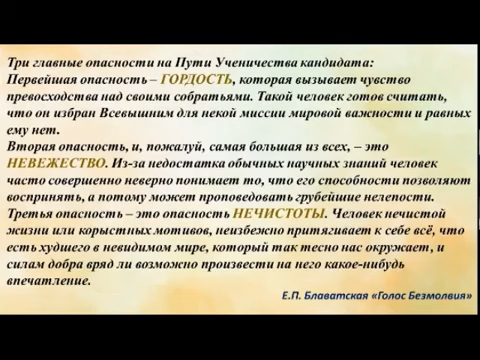 Три главные опасности на Пути Ученичества кандидата:
Первейшая опасность – ГОРДОСТЬ, которая вызывает чувство
превосходства над своими собратьями. Такой человек готов считать,
что он избран Всевышним для некой миссии мировой важности и равных
ему нет.
Вторая опасность, и, пожалуй, самая большая из всех, – это
НЕВЕЖЕСТВО. Из-за недостатка обычных научных знаний человек
часто совершенно неверно понимает то, что его способности позволяют
воспринять, а потому может проповедовать грубейшие нелепости.
Третья опасность – это опасность НЕЧИСТОТЫ. Человек нечистой
жизни или корыстных мотивов, неизбежно притягивает к себе всё, что
есть худшего в невидимом мире, который так тесно нас окружает, и
силам добра вряд ли возможно произвести на него какое-нибудь
впечатление.
Е.П. Блаватская «Голос Безмолвия»